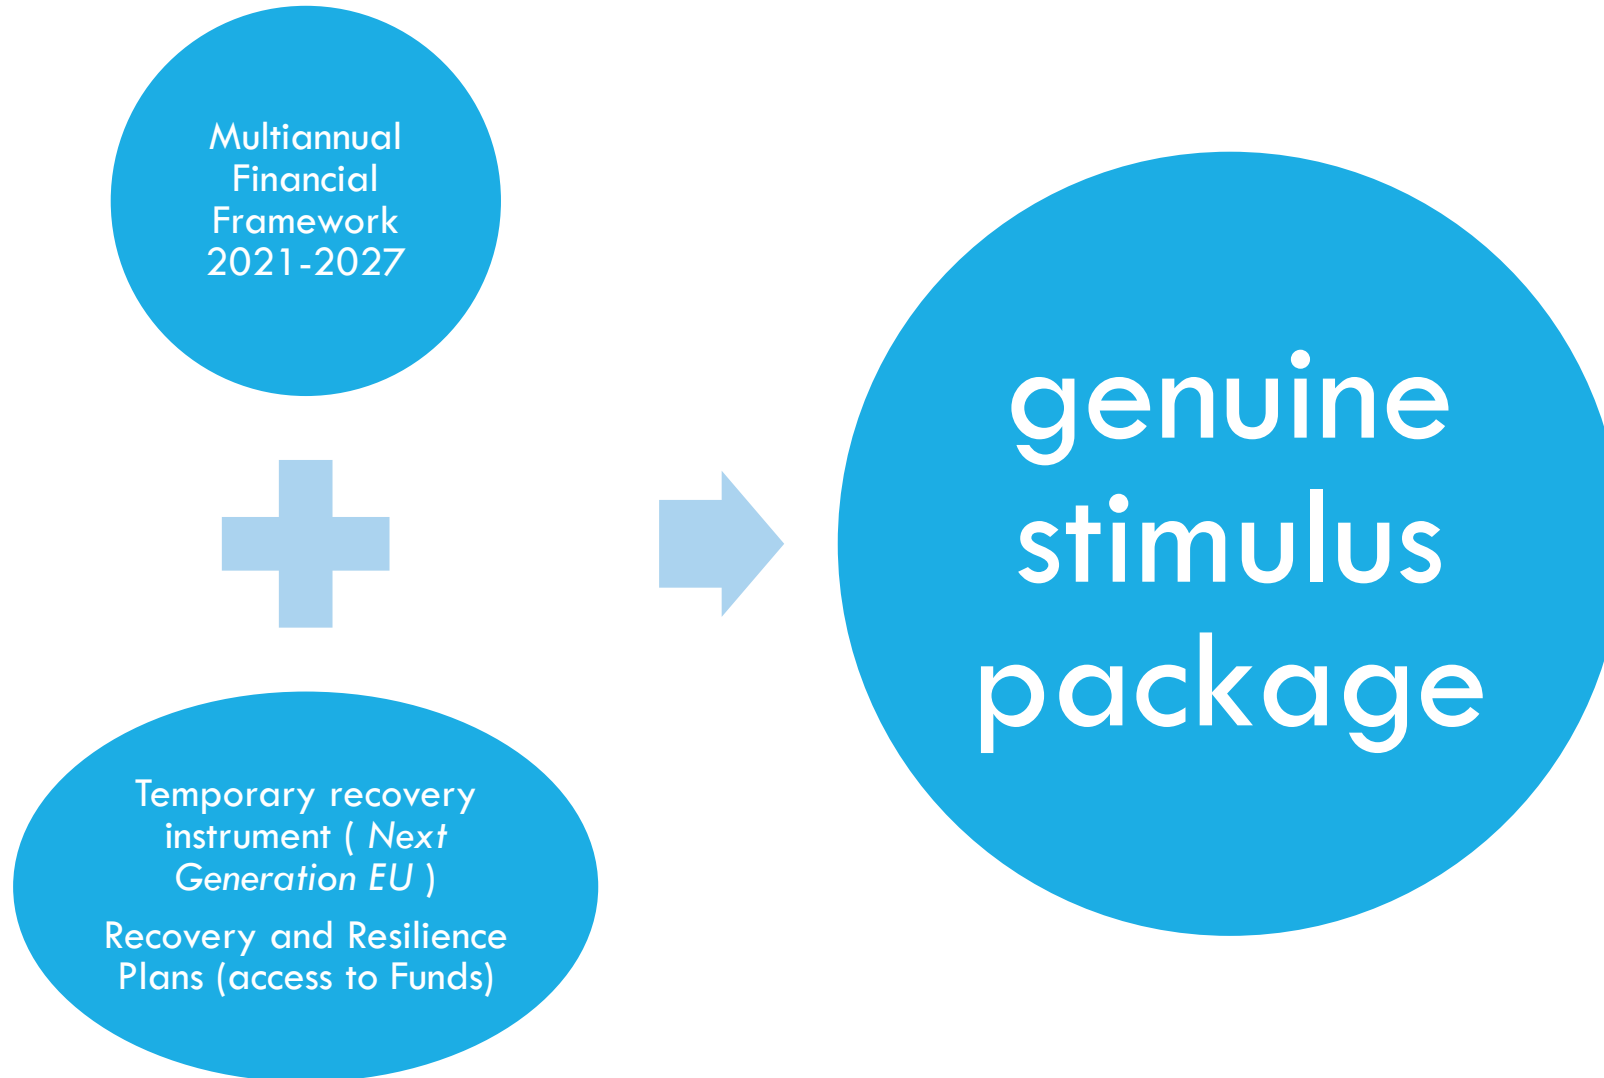 Multiannual
Financial
Framework
2021-2027
Temporary recovery
instrument ( Next
Generation EU )
Recovery and Resilience
Plans (access to Funds)
genuine
stimulus
package